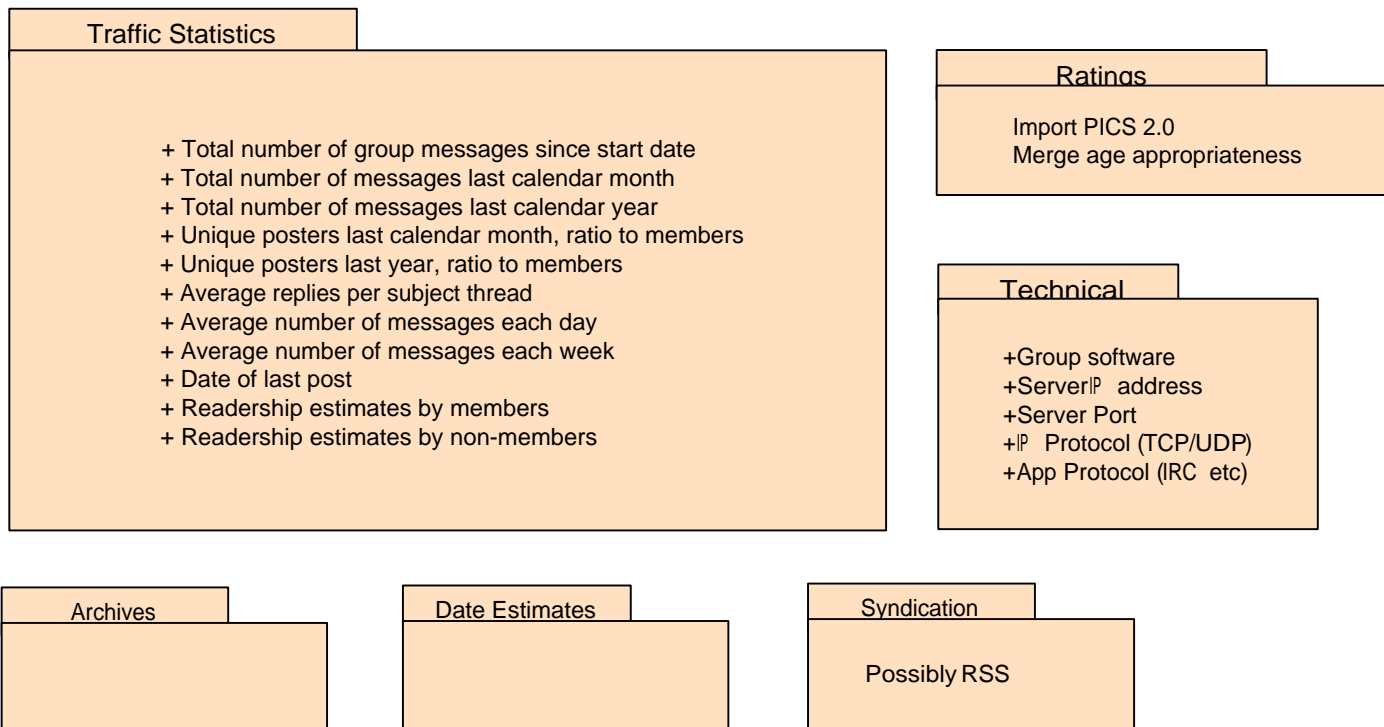 Traffic Statistics
+ Total number of group messages since start date
+ Total number of messages last calendar month
+ Total number of messages last calendar year
+ Unique posters last calendar month, ratio to members
+ Unique posters last year, ratio to members
+ Average replies per subject thread
+ Average number of messages each day
+ Average number of messages each week
+ Date of last post
+ Readership estimates by members
+ Readership estimates by non-members
Ratings
Import PICS 2.0
Merge age appropriateness
Technical
+Group software
+Server IP address
+Server Port
+IP Protocol (TCP/UDP)
+App Protocol (IRC etc)
Archives
Date Estimates
Syndication
Possibly RSS